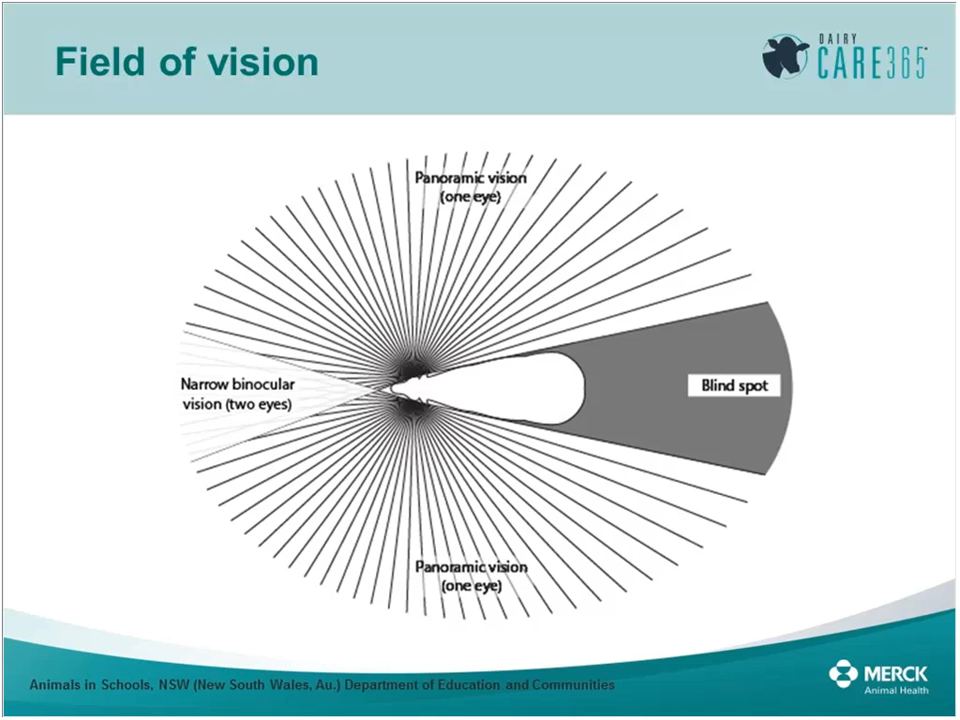 Field of vision
DAIRY
CARE365™
Panoramic vision
(one eye)
Narrow binocular
vision (two eyes)
Blind spot
Panoramic vision
(one eye)
Animals in Schools, NSW (New South Wales, Au.) Department of Education and Communities
MERCK
Animal Health